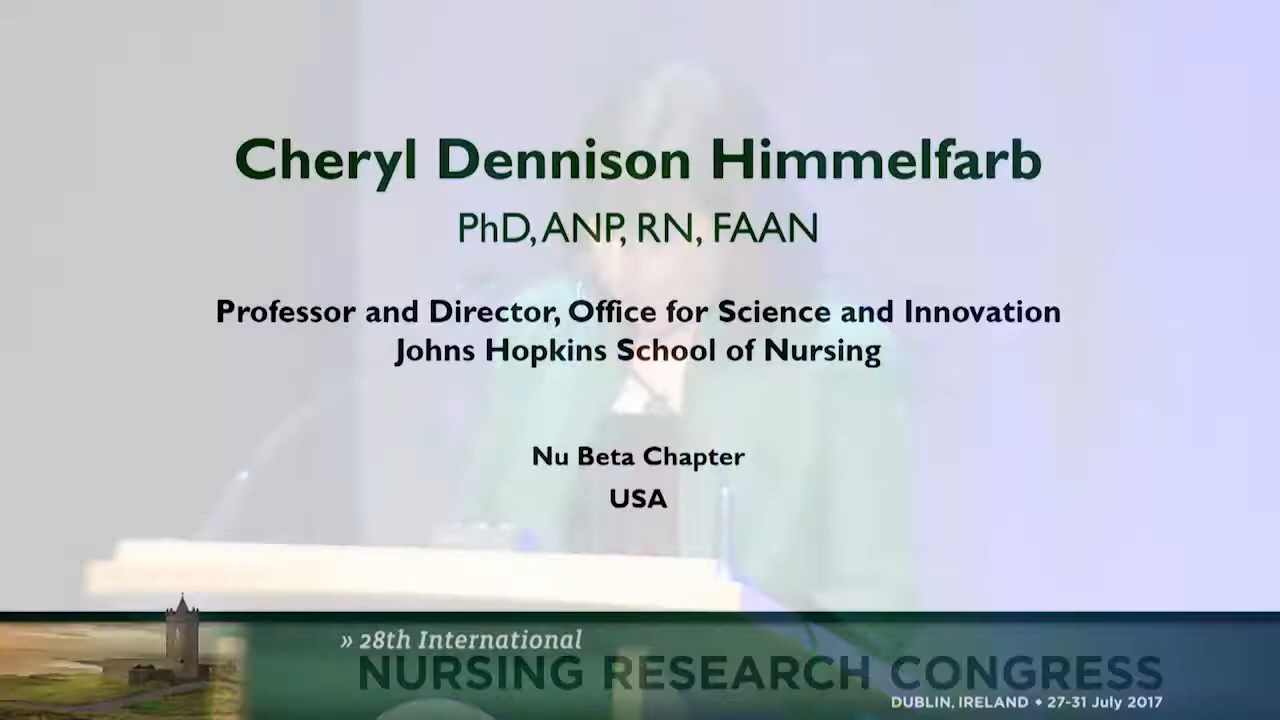 Cheryl Dennison Himmelfarb
PhD, ANP, RN, FAAN
Professor and Director, Office for Science and Innovation
Johns Hopkins School of Nursing
Nu Beta Chapter
USA
» 28th International
NURSING RESEARCH CONGRESS
DUBLIN, IRELAND • 27-31 July 2017